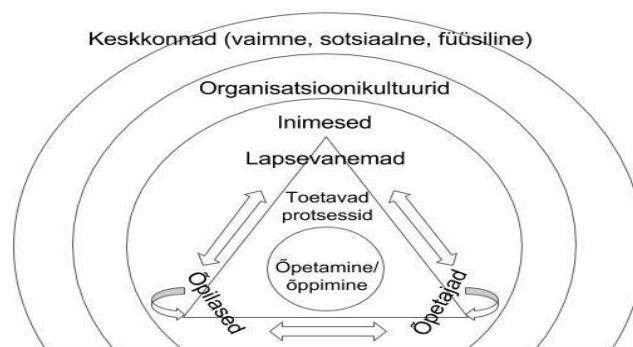 Keskkonnad (vaimne, sotsiaalne, füüsiline)
Organisatsioonikultuurid
Inimesed
Lapsevanemad
Toetavad
protsessid
Õpetamine/
õppimine
Õpilased
Õpetajad